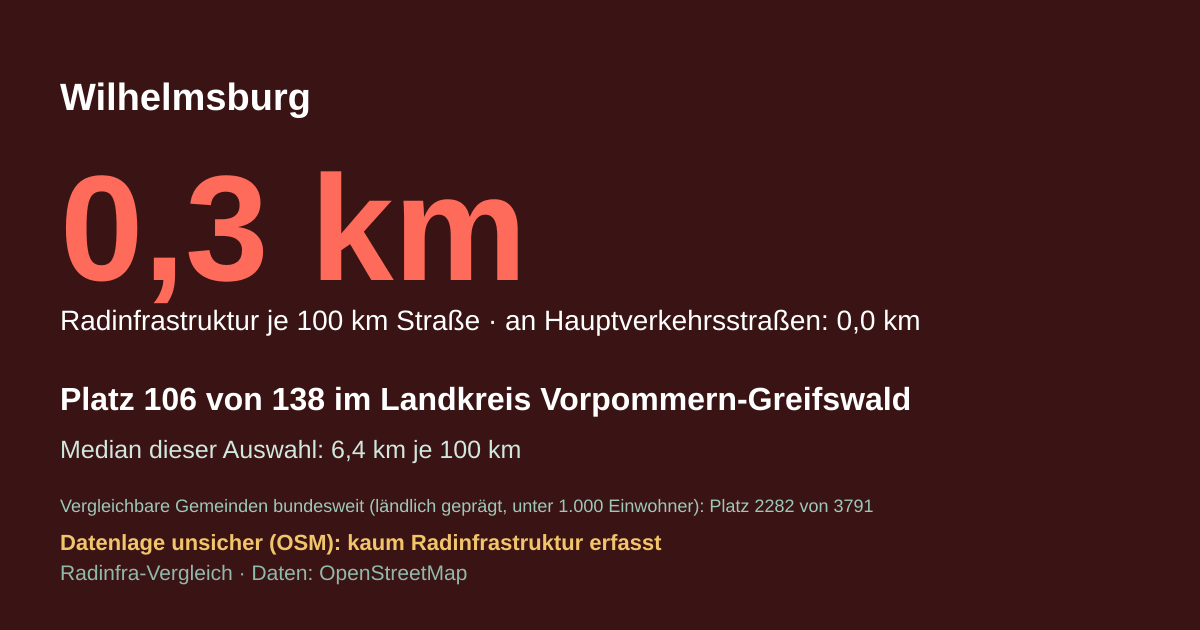 Wilhelmsburg
0,3 km
Radinfrastruktur je 100 km Straße · an Hauptverkehrsstraßen: 0,0 km
Platz 106 von 138 im Landkreis Vorpommern-Greifswald
Median dieser Auswahl: 6,4 km je 100 km
Vergleichbare Gemeinden bundesweit (ländlich geprägt, unter 1.000 Einwohner): Platz 2282 von 3791
Datenlage unsicher (OSM): kaum Radinfrastruktur erfasst
Radinfra-Vergleich · Daten: OpenStreetMap